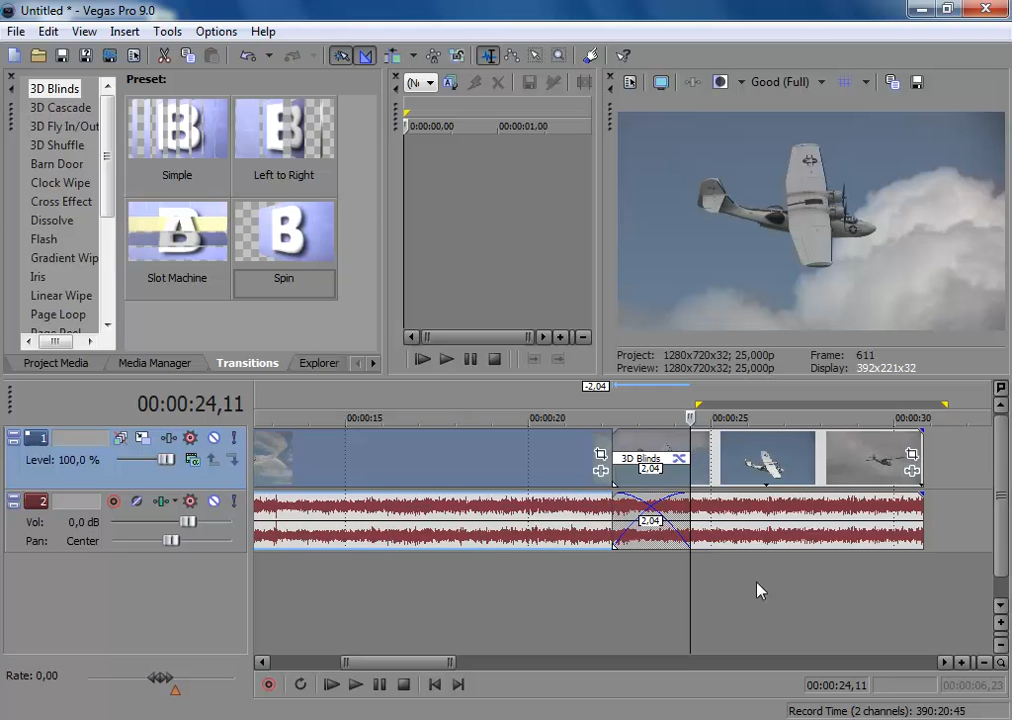 Untitled * - Vegas Pro 9.0
File Edit View Insert Tools Options Help
3D Blinds
3D Cascade
3D Fly In/Out
3D Shuffle
Barn Door
Clock Wipe
Cross Effect
Dissolve
Flash
Gradient Wip
Iris
Linear Wipe
Page Loop
Page Peel
Preset:
Simple
Left to Right
Slot Machine
Spin
Project Media Media Manager Transitions Explorer
0:00:00,00 00:00:01,00
Good (Full)
Project: 1280x720x32; 25,000p
Preview: 1280x720x32; 25,000p
Frame: 611
Display: 392x221x32
-2,04
00:00:24,11
00:00:15 00:00:20 00:00:25 00:00:30
1
Level: 100,0 %
3D Blinds
2,04
2
Vol: 0,0 dB
Pan: Center
2,04
Rate: 0,00
00:00:24,11 00:00:06,23
Record Time (2 channels): 390:20:45